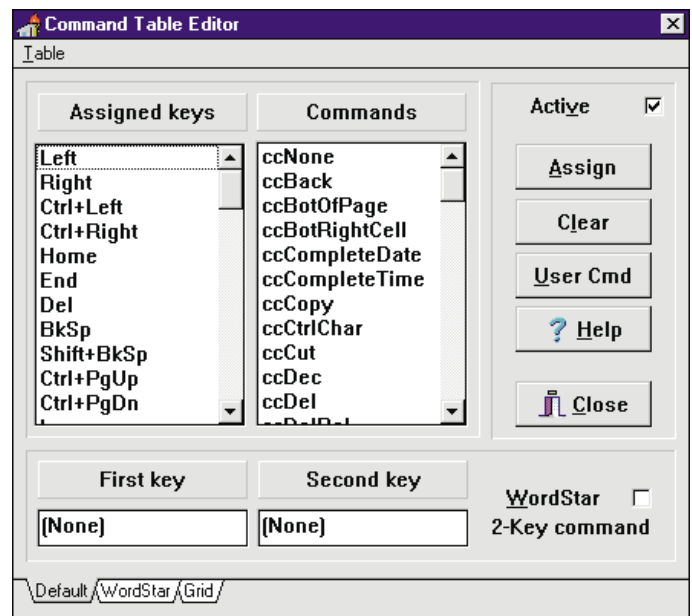 Command Table Editor
Table
Assigned keys
Left
Right
Ctrl+Left
Ctrl+Right
Home
End
Del
BkSp
Shift+BkSp
Ctrl+PgUp
Ctrl+PgDn
Commands
ccNone
ccBack
ccBotOfPage
ccBotRightCell
ccCompleteDate
ccCompleteTime
ccCopy
ccCtrlChar
ccCut
ccDec
ccDel
Active
Assign
Clear
User Cmd
? Help
Close
First key
(None)
Second key
(None)
WordStar
2-Key command
Default WordStar Grid